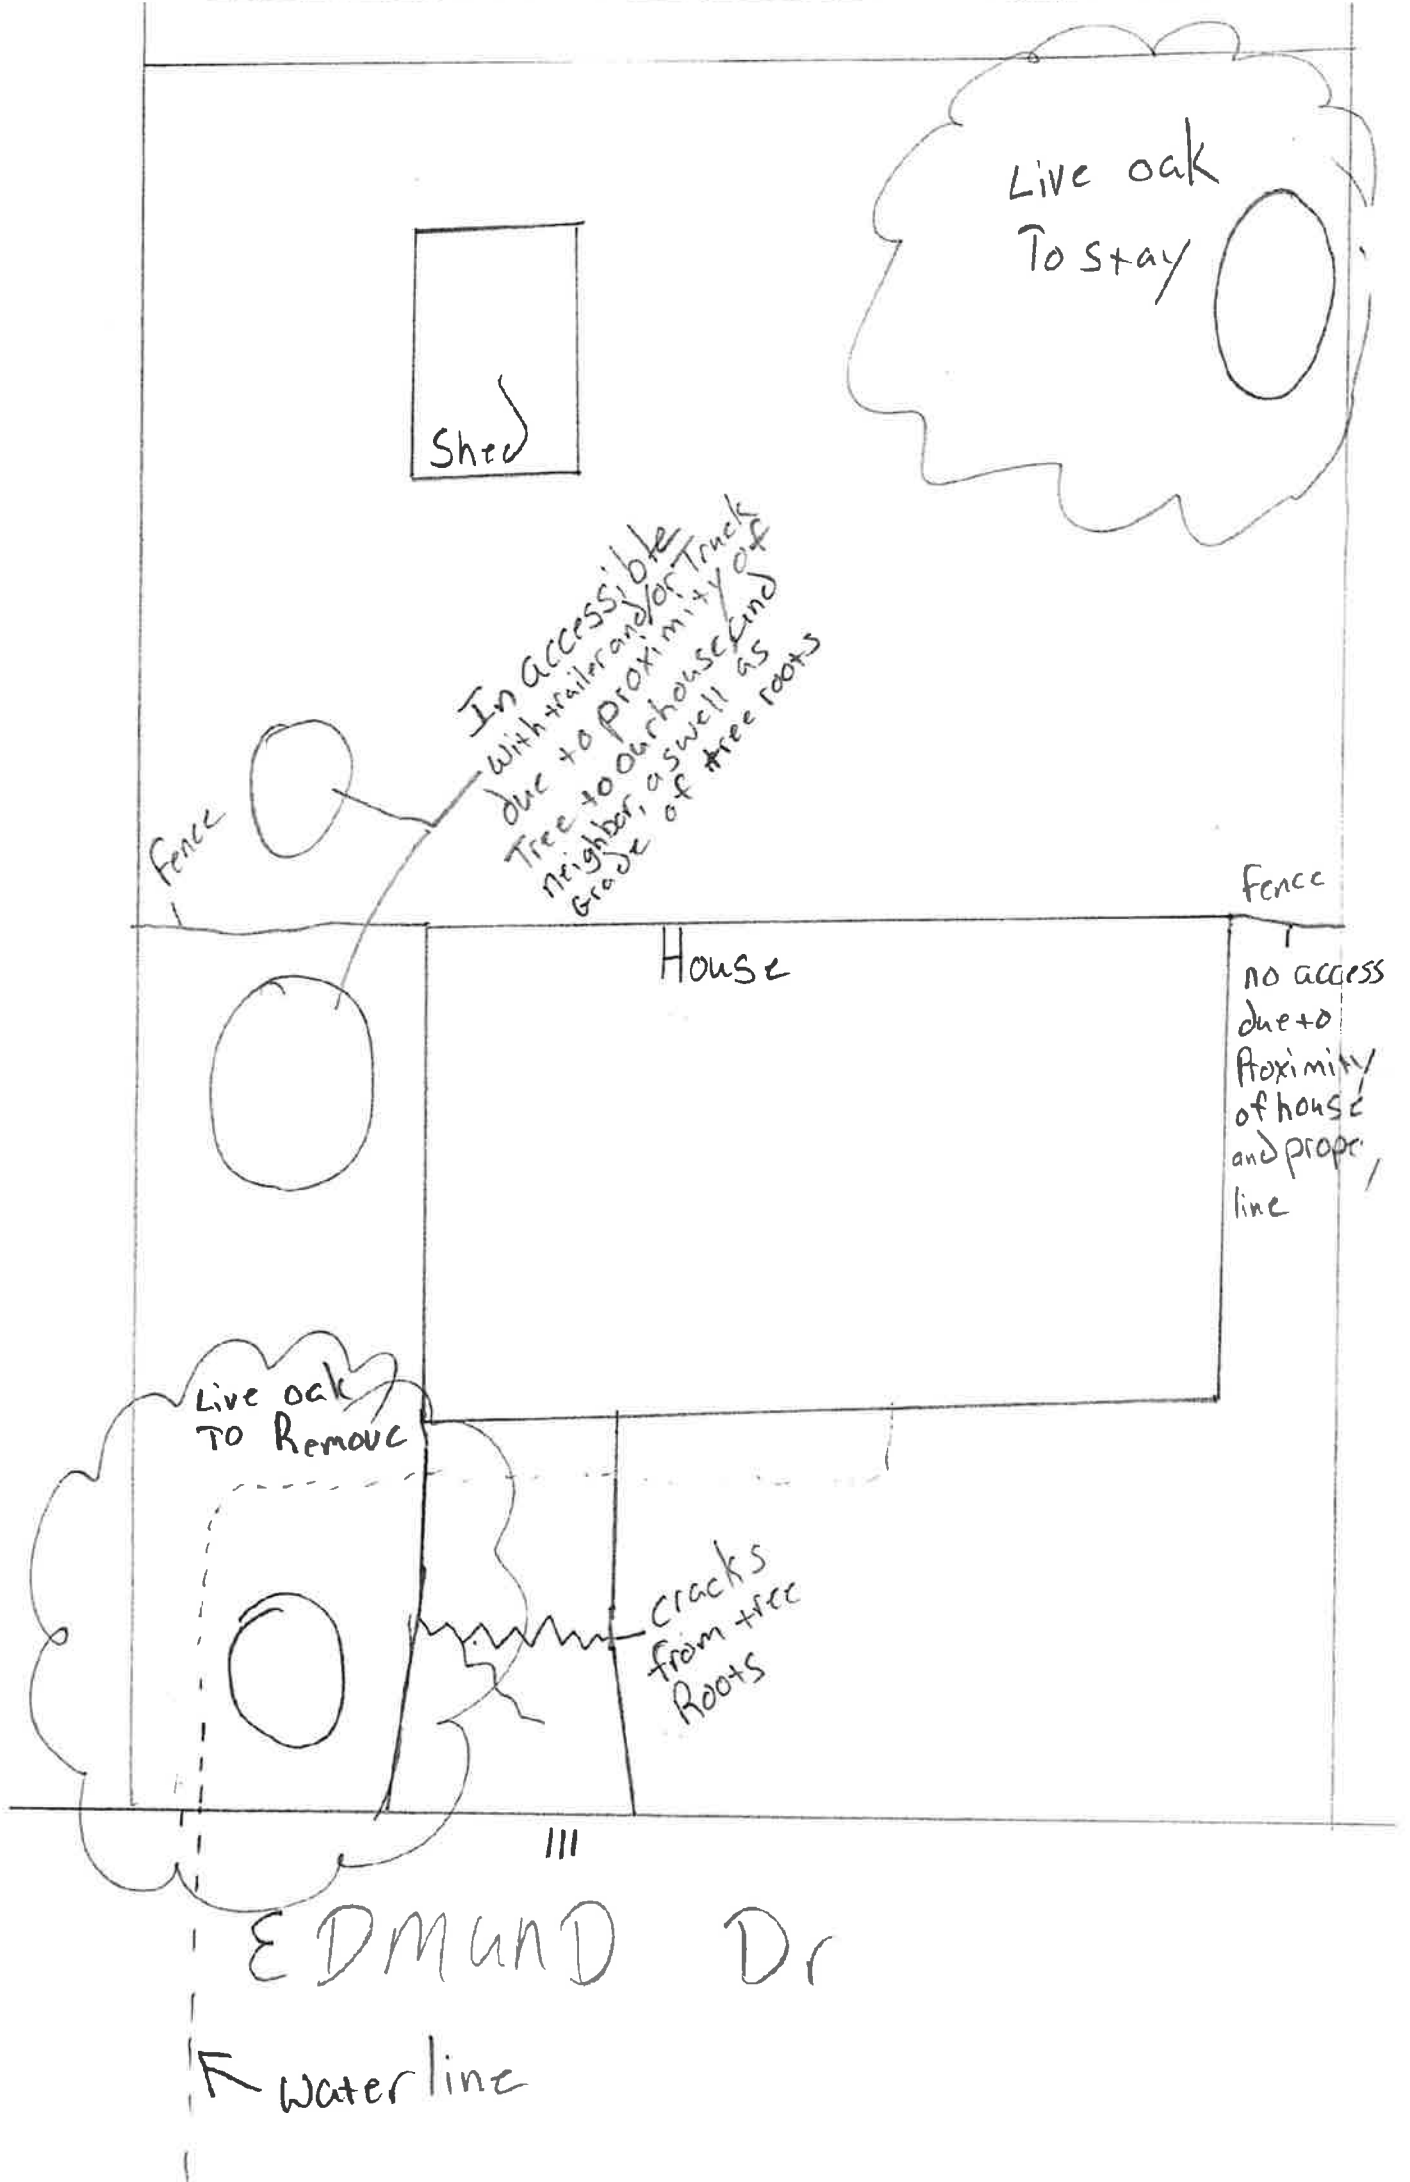 Live oak
To stay
Shed
In accessible
with trailer and/or Truck
due to proximity of
Tree to our house and
neighbor, as well as
Grade of tree roots
Fence
Fence
House
no access
due to
Proximity
of house
and prope
line
Live oak
TO Remove
cracks
from tree
Roots
EDMUND Dr
Water line